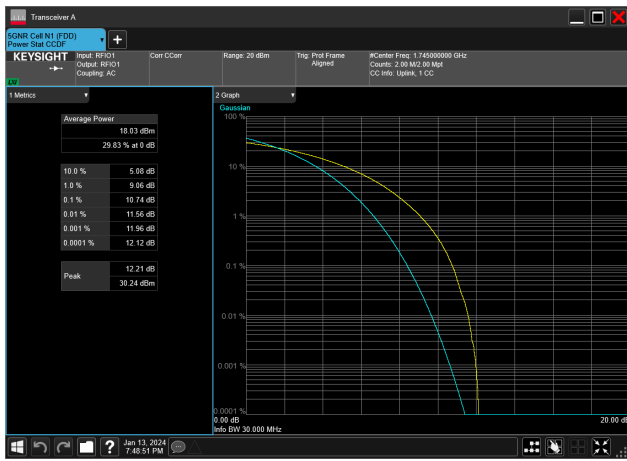 Transceiver A
5GNR Cell N1 (FDD)
Power Stat CCDF
KEYSIGHT
Input: RFIO1
Output: RFIO1
Coupling: AC
Corr CCorr
Range: 20 dBm
Trig: Prot Frame
Aligned
#Center Freq: 1.745000000 GHz
Counts: 2.00 M/2.00 Mpt
CC Info: Uplink, 1 CC
1 Metrics
Average Power
18.03 dBm
29.83 % at 0 dB
10.0 % 5.08 dB
1.0 % 9.06 dB
0.1 % 10.74 dB
0.01 % 11.56 dB
0.001 % 11.96 dB
0.0001 % 12.12 dB
Peak
12.21 dB
30.24 dBm
2 Graph
Gaussian
100 %
10 %
1 %
0.1 %
0.01 %
0.001 %
0.0001 %
0.00 dB
20.00 dB
Info BW 30.000 MHz
Jan 13, 2024
7:48:51 PM